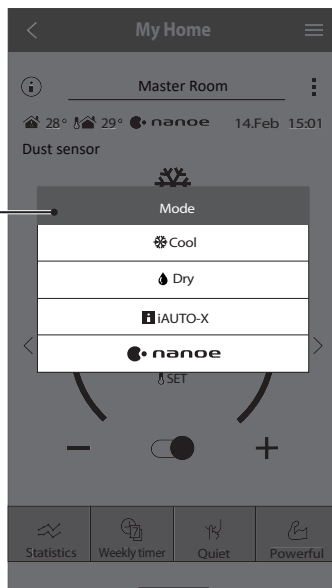 My Home
Master Room
28° 29° nanoe 14.Feb 15:01
Dust sensor
Mode
Cool
Dry
iAUTO-X
nanoe
SET
Statistics Weekly timer Quiet Powerful